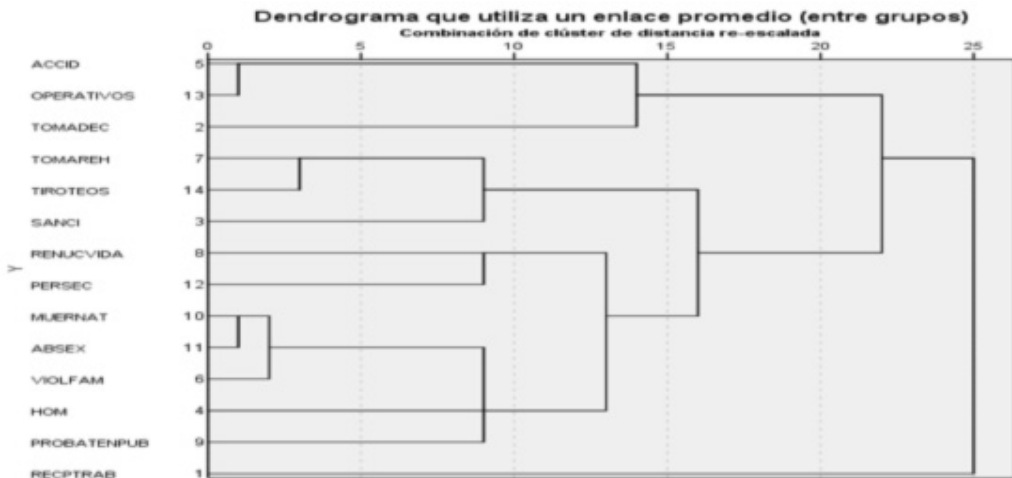 Dendrograma que utiliza un enlace promedio (entre grupos)
Combinación de clúster de distancia re-escalada
0 5 10 15 20 25
ACCID 5
OPERATIVOS 13
TOMADEC 2
TOMAREH 7
TIROTEOS 14
SANCI 3
RENUCVIDA 8
Y
PERSEC 12
MUERNAT 10
ABSEX 11
VIOLFAM 6
HOM 4
PROBATENPUB 9
RECPTRAB 1